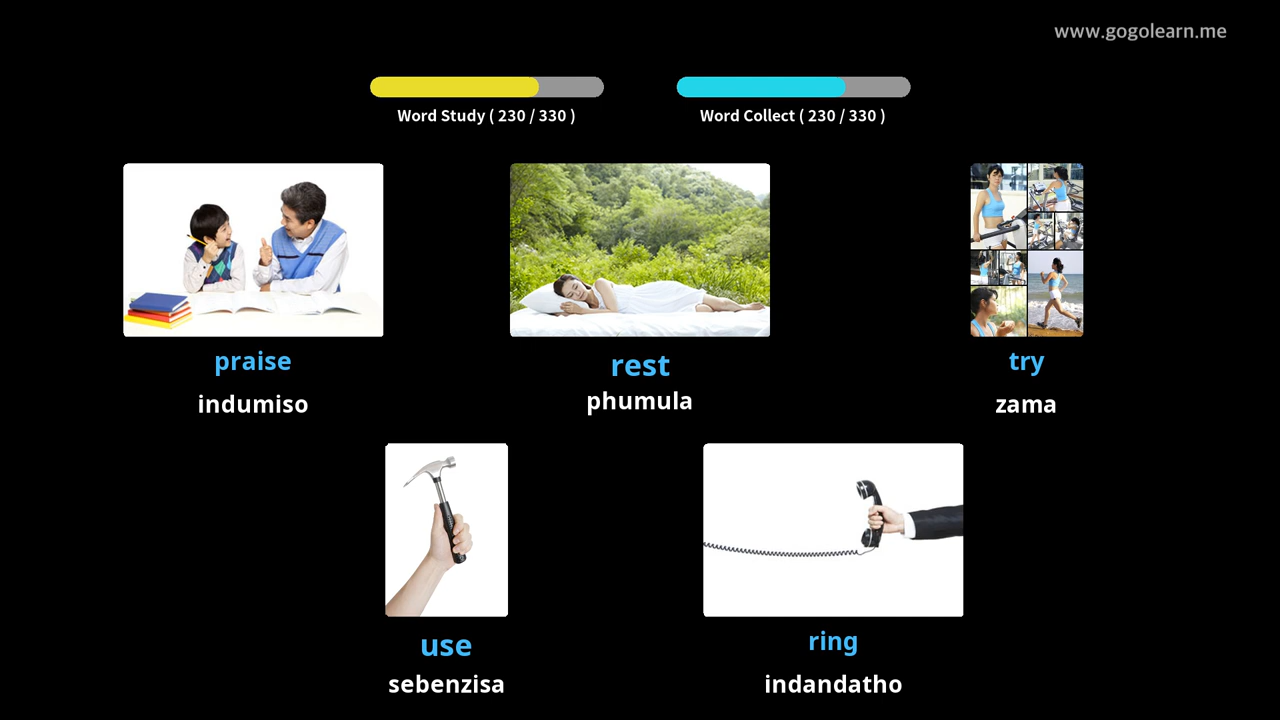 www.gogolearn.me
Word Study ( 230 / 330 )
Word Collect ( 230 / 330 )
praise
indumiso
rest
phumula
try
zama
use
sebenzisa
ring
indandatho